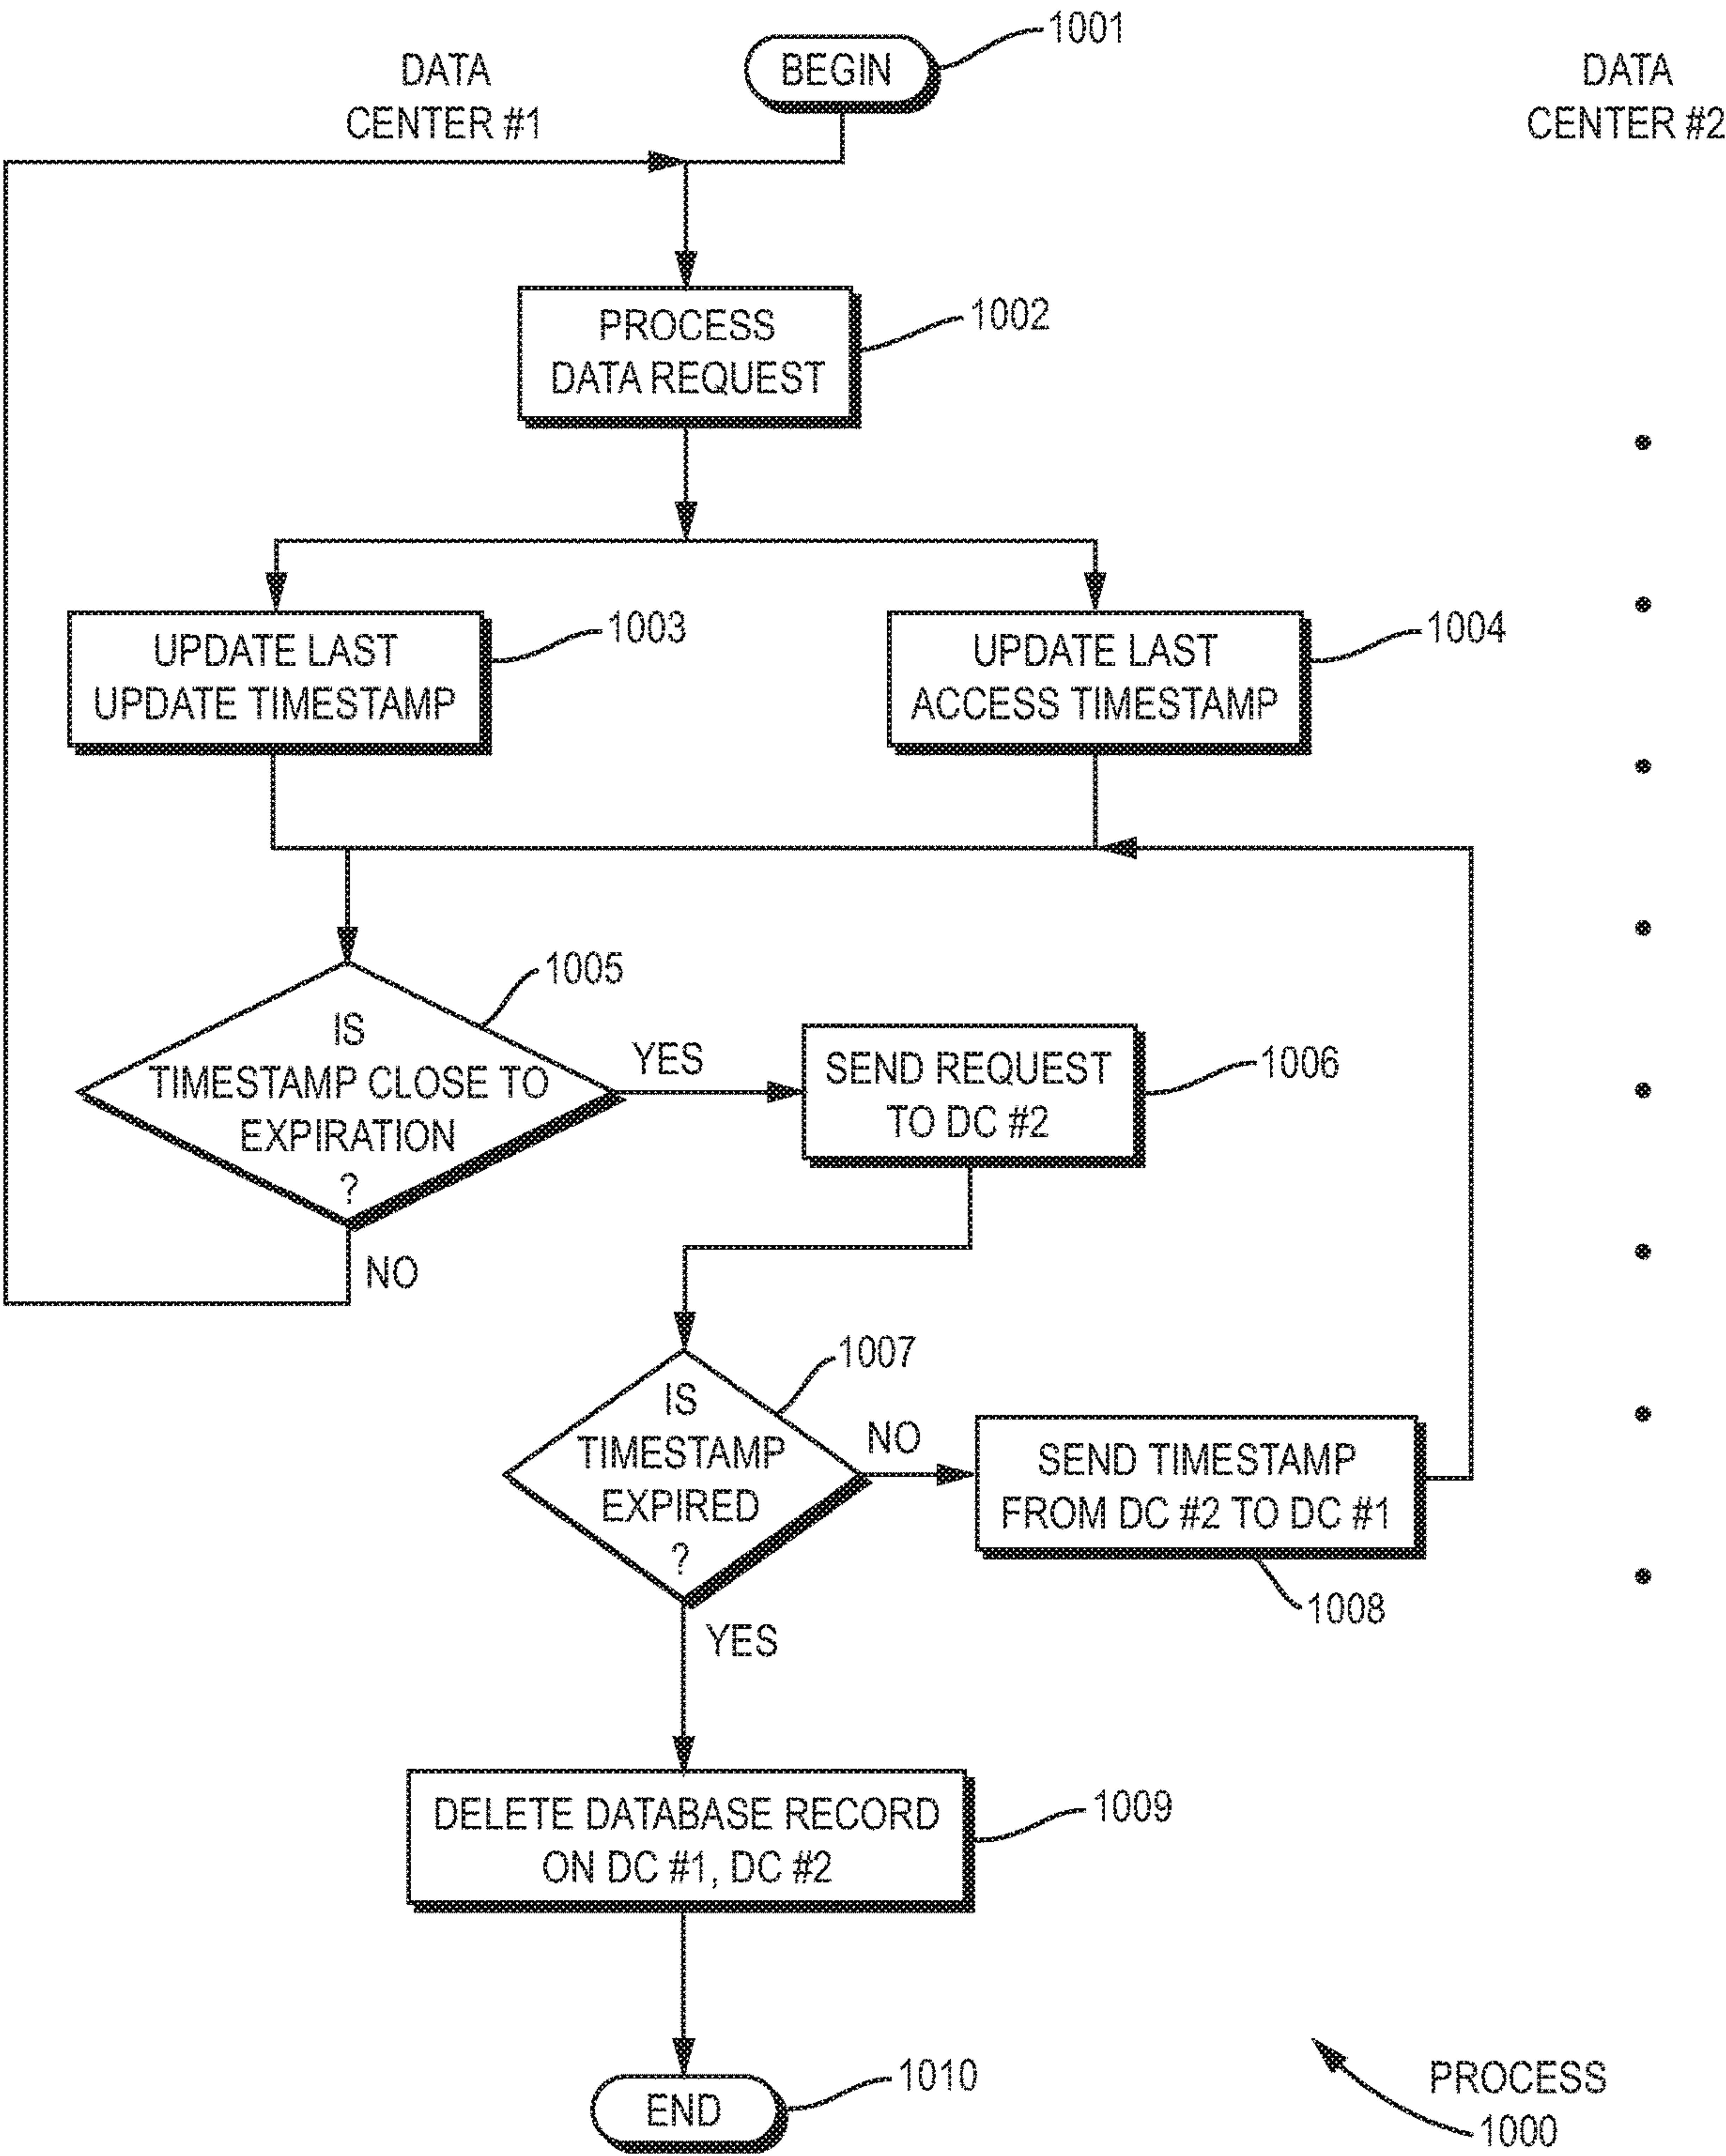 1001
BEGIN
DATA
CENTER #1
DATA
CENTER #2
PROCESS
DATA REQUEST
1002
UPDATE LAST
UPDATE TIMESTAMP
1003
UPDATE LAST
ACCESS TIMESTAMP
1004
IS
TIMESTAMP CLOSE TO
EXPIRATION
?
1005
YES
NO
SEND REQUEST
TO DC #2
1006
IS
TIMESTAMP
EXPIRED
?
1007
NO
YES
SEND TIMESTAMP
FROM DC #2 TO DC #1
1008
DELETE DATABASE RECORD
ON DC #1, DC #2
1009
END
1010
PROCESS
1000